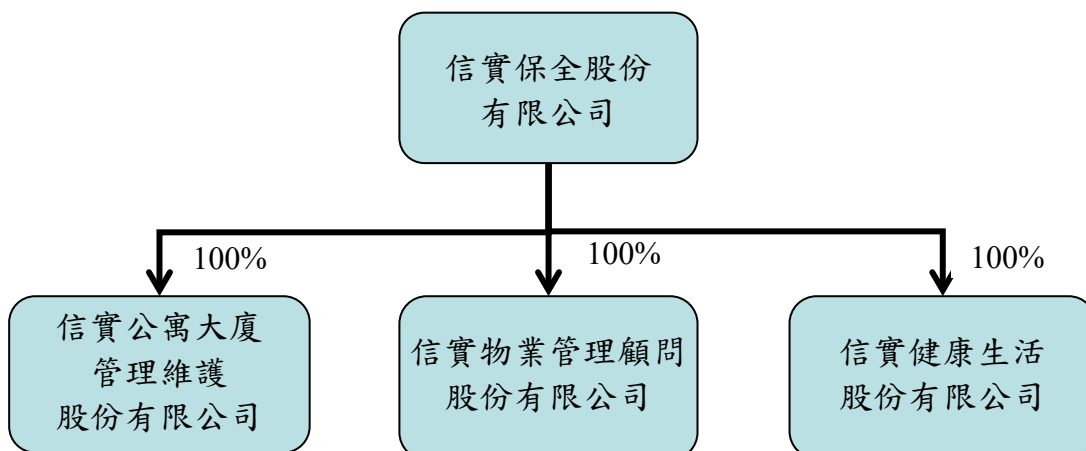 信實保全股份
有限公司
100%
100%
100%
信實公寓大廈
管理維護
股份有限公司
信實物業管理顧問
股份有限公司
信實健康生活
股份有限公司